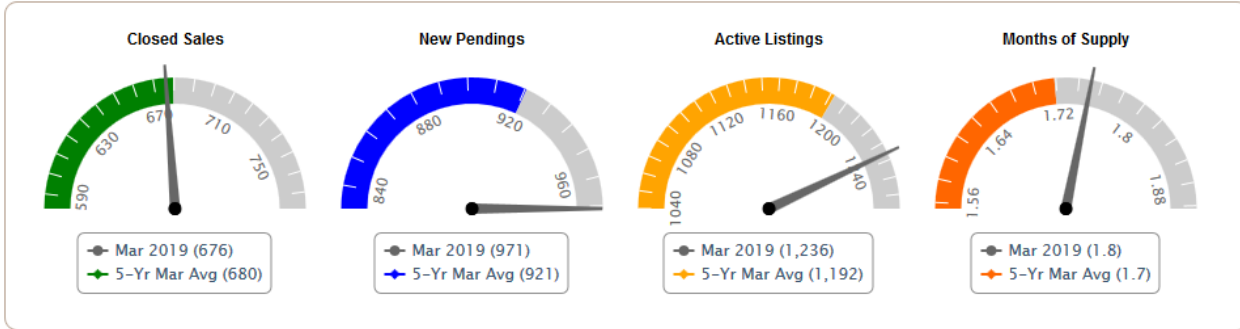 Closed Sales
590
630
670
710
750
Mar 2019 (676)
5-Yr Mar Avg (680)
New Pendings
840
880
920
960
Mar 2019 (971)
5-Yr Mar Avg (921)
Active Listings
1040
1080
1120
1160
1200
Mar 2019 (1,236)
5-Yr Mar Avg (1,192)
Months of Supply
1.56
1.64
1.72
1.8
1.88
Mar 2019 (1.8)
5-Yr Mar Avg (1.7)